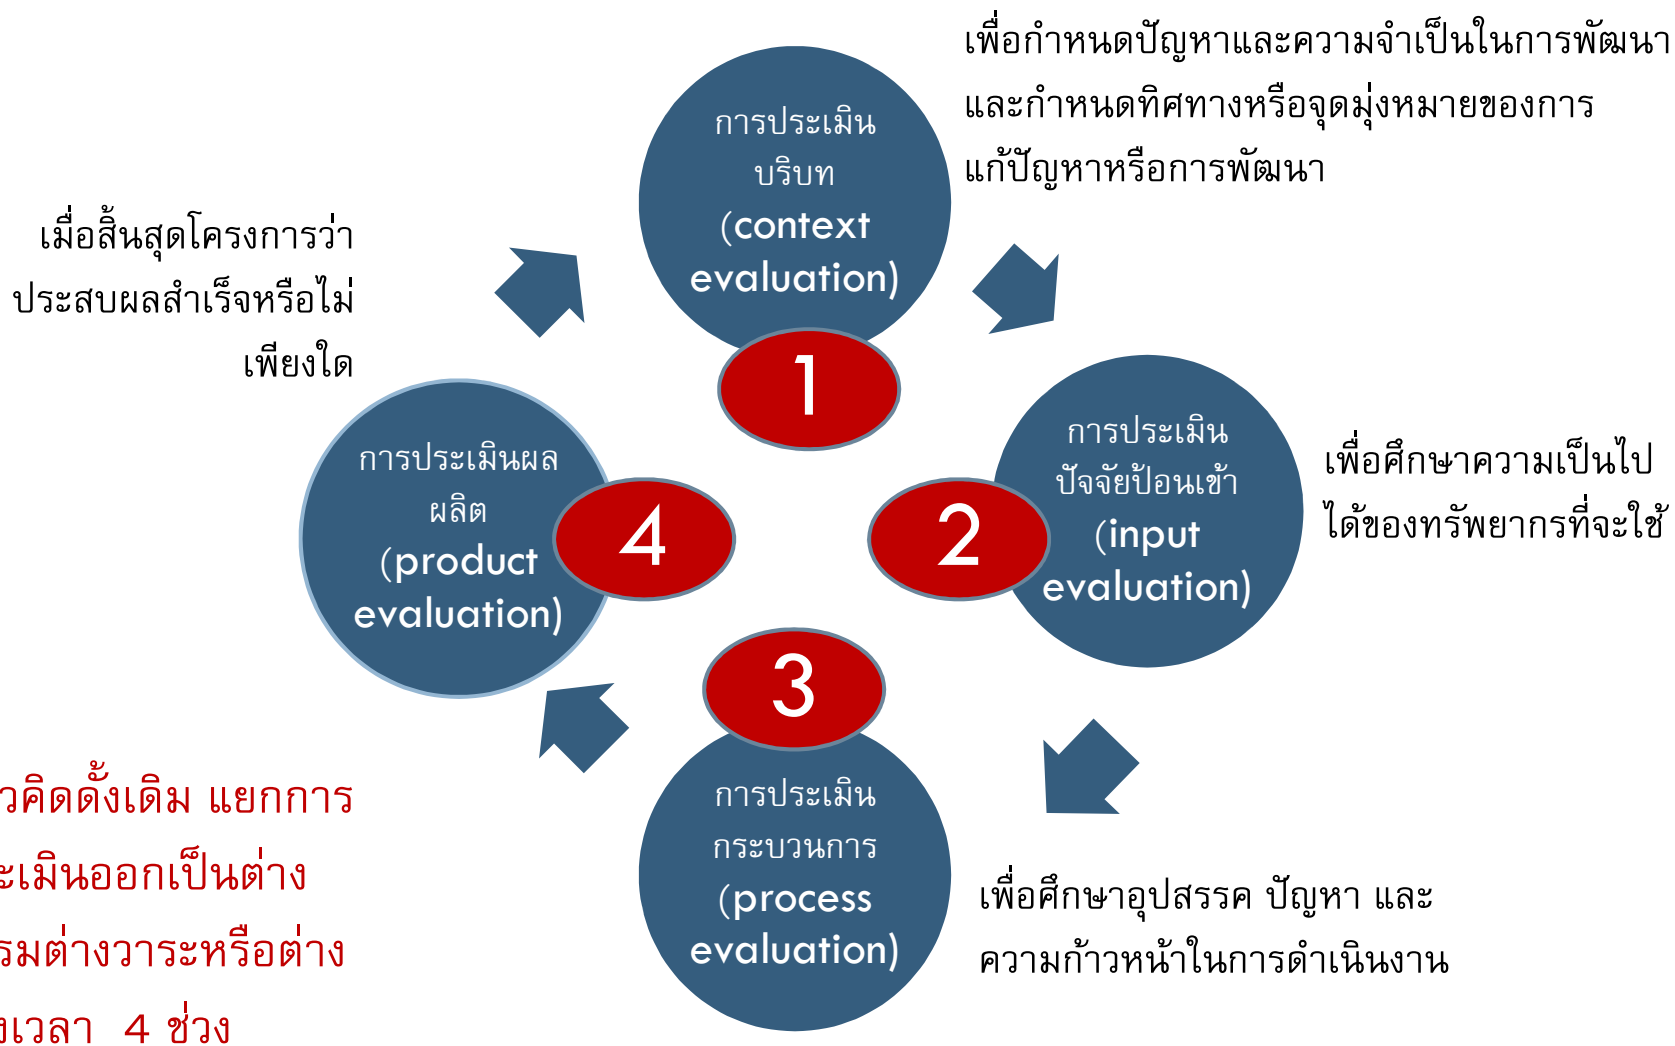 เพื่อกำหนดปัญหาและความจำเป็นในการพัฒนา
และกำหนดทิศทางหรือจุดมุ่งหมายของการ
แก้ปัญหาหรือการพัฒนา
การประเมิน
บริบท
(context
evaluation)
1
เพื่อศึกษาความเป็นไป
ได้ของทรัพยากรที่จะใช้
การประเมิน
ปัจจัยป้อนเข้า
(input
evaluation)
2
3
การประเมิน
กระบวนการ
(process
evaluation)
เพื่อศึกษาอุปสรรค ปัญหา และ
ความก้าวหน้าในการดำเนินงาน
เมื่อสิ้นสุดโครงการว่า
ประสบผลสำเร็จหรือไม่
เพียงใด
การประเมินผล
ผลิต
(product
evaluation)
4
วคิดดั้งเดิม แยกการ
ะเมินออกเป็นต่าง
รมต่างวาระหรือต่าง
งเวลา 4 ช่วง